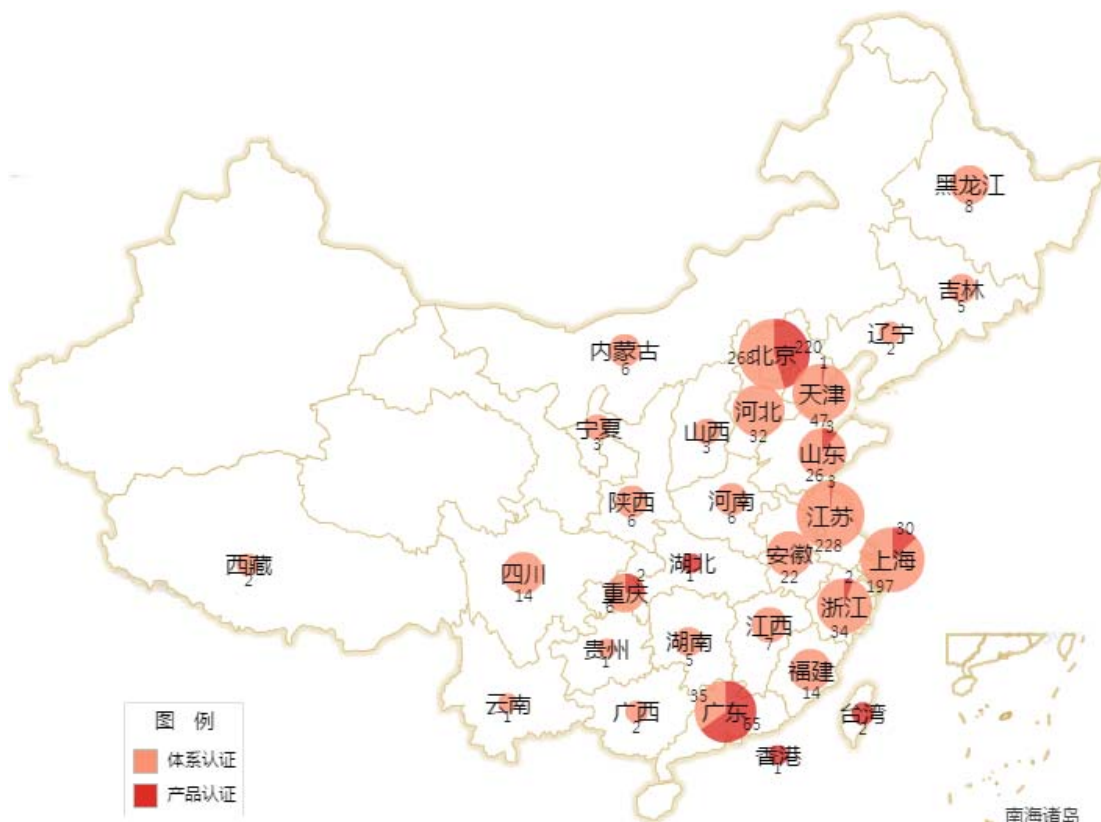 黑龙江
8
吉林
5
辽宁
2
内蒙古
6
北京
268
220
天津
1
47
河北
32
宁夏
3
山西
3
山东
3
26
陕西
6
河南
6
江苏
3
228
安徽
22
上海
30
197
西藏
2
四川
14
重庆
2
6
湖北
1
浙江
2
34
贵州
1
湖南
5
江西
7
福建
14
云南
1
广西
2
广东
35
65
台湾
2
香港
1
图 例
体系认证
产品认证
南海诸岛